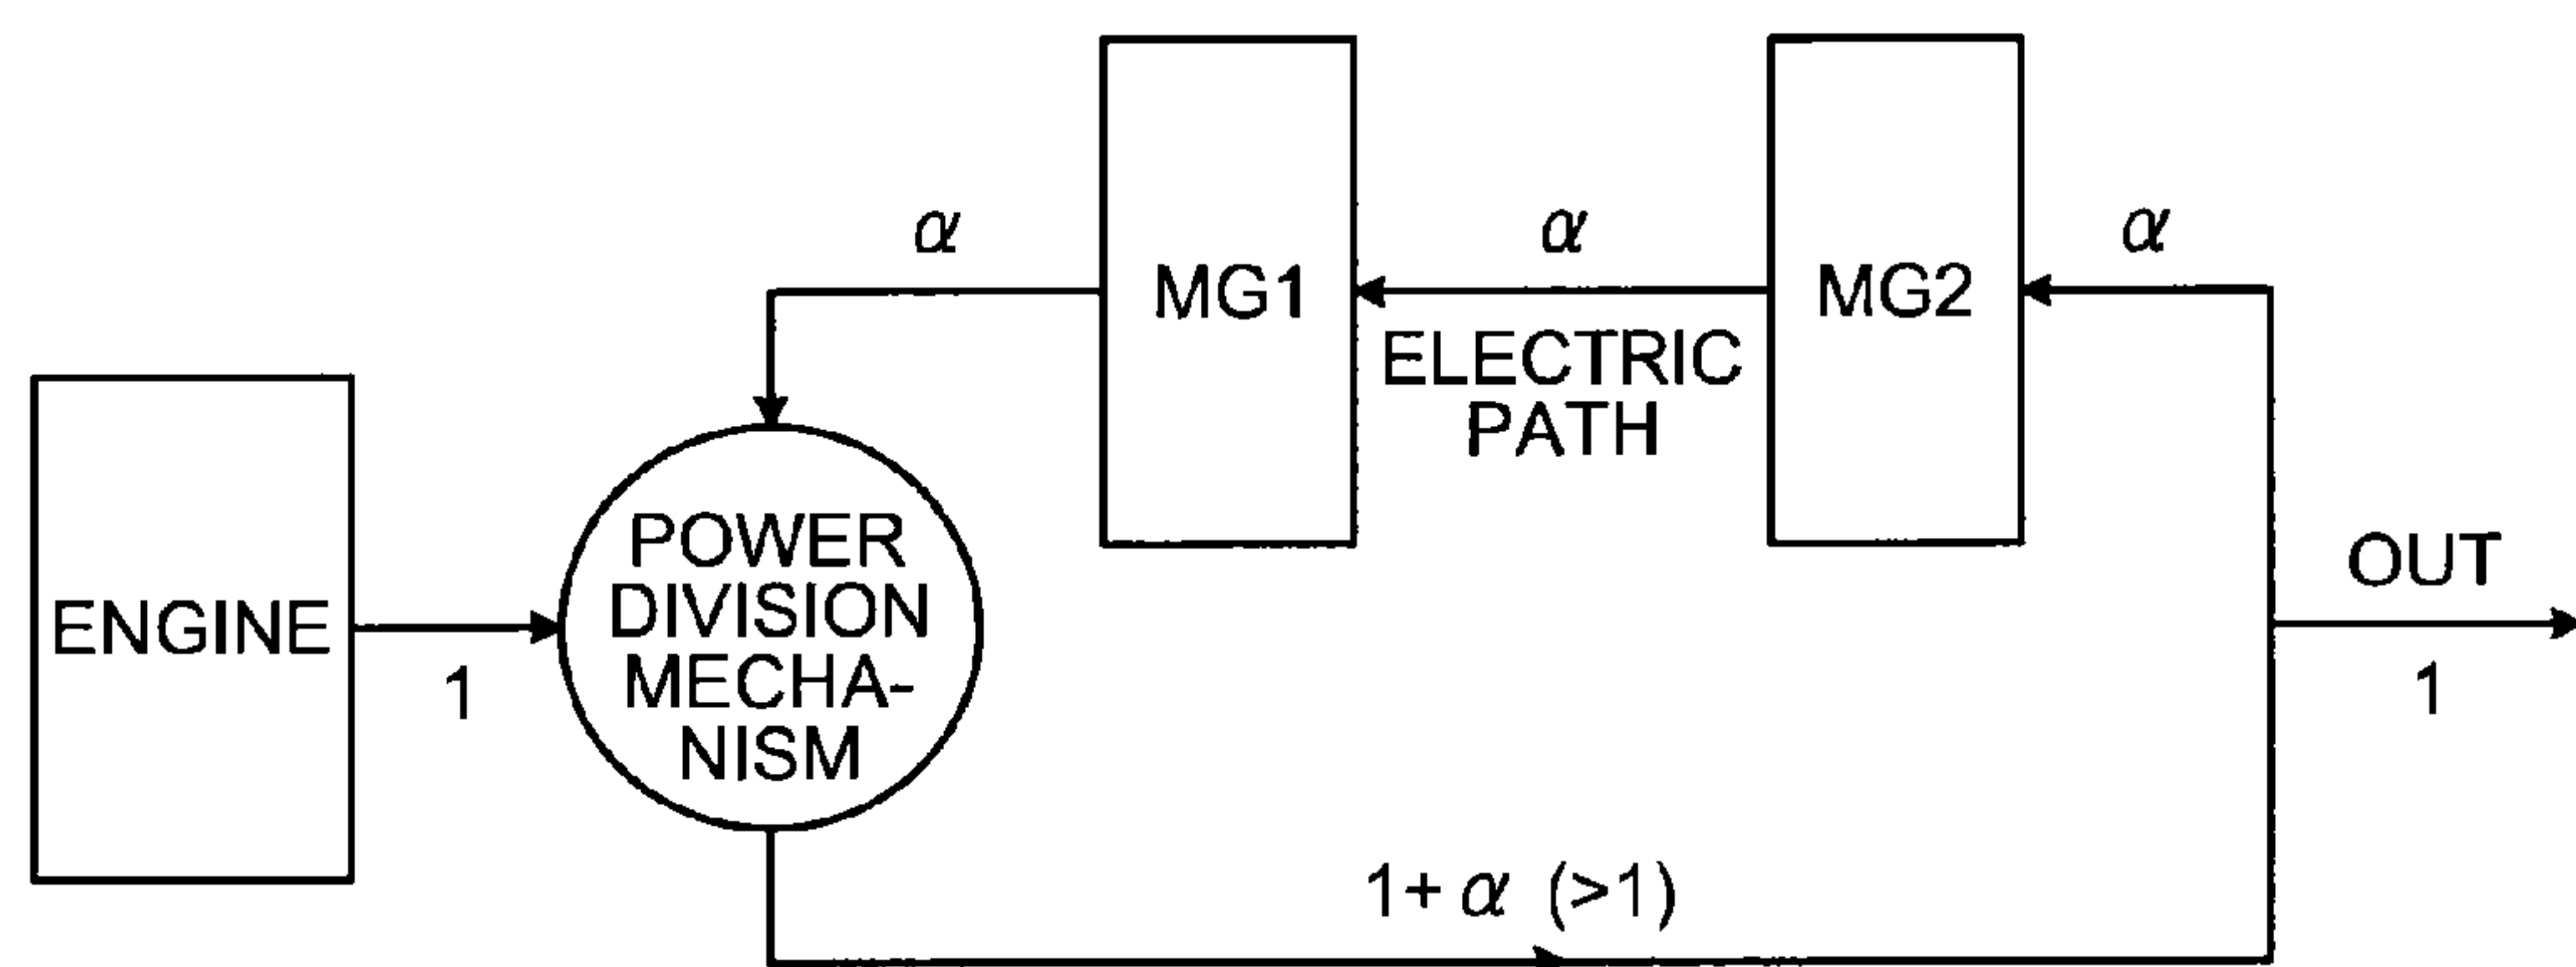 α
α
α
MG1
MG2
ELECTRIC
PATH
ENGINE
1
POWER
DIVISION
MECHA-
NISM
OUT
1
1+α (>1)